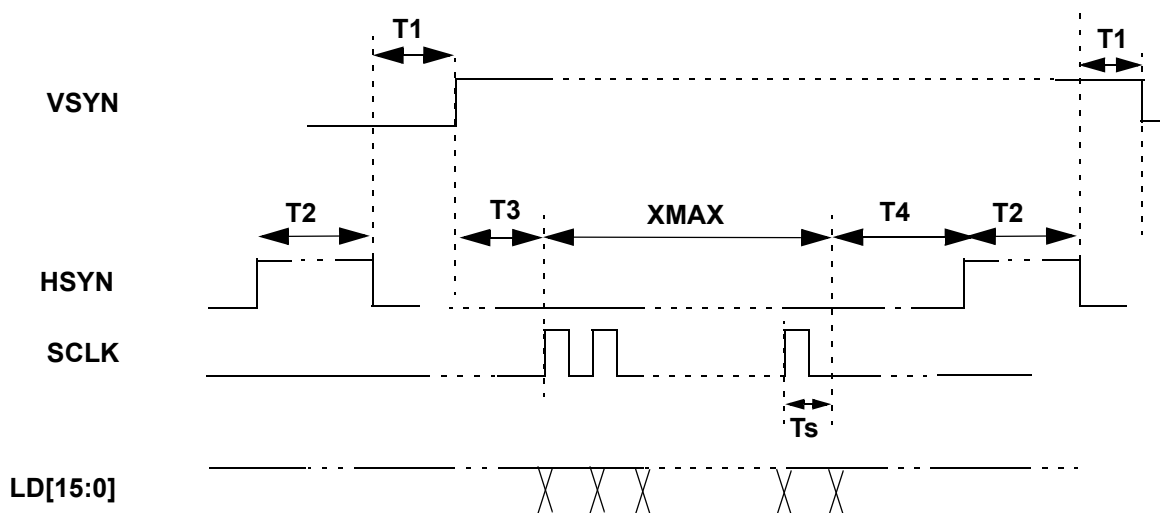 T1
T1
VSYN
T2
T3
XMAX
T4
T2
HSYN
SCLK
Ts
LD[15:0]